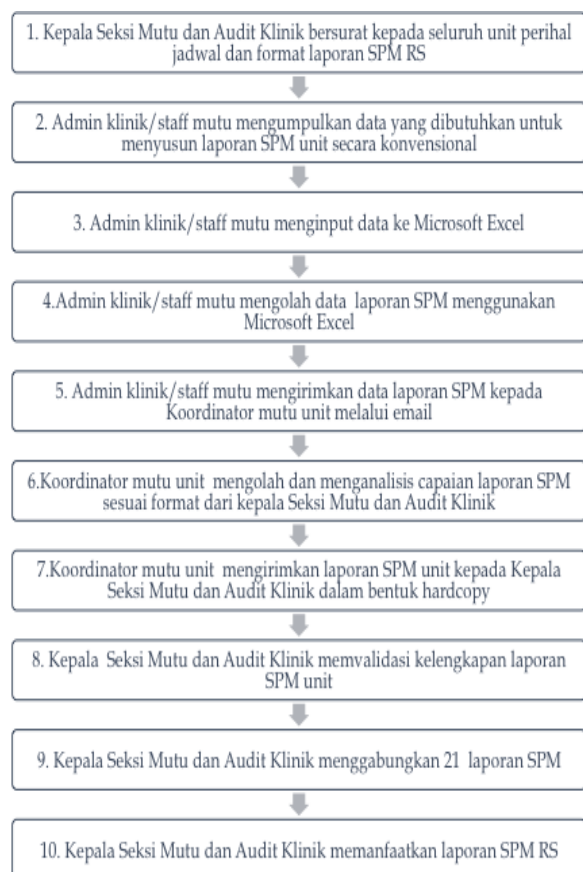 1. Kepala Seksi Mutu dan Audit Klinik bersurat kepada seluruh unit perihal
jadwal dan format laporan SPM RS
2. Admin klinik/staff mutu mengumpulkan data yang dibutuhkan untuk
menyusun laporan SPM unit secara konvensional
3. Admin klinik/staff mutu menginput data ke Microsoft Excel
4.Admin klinik/staff mutu mengolah data  laporan SPM menggunakan
Microsoft Excel
5. Admin klinik/staff mutu mengirimkan data laporan SPM kepada
Koordinator mutu unit melalui email
6.Koordinator mutu unit  mengolah dan menganalisis capaian laporan SPM
sesuai format dari kepala Seksi Mutu dan Audit Klinik
7.Koordinator mutu unit  mengirimkan laporan SPM unit kepada Kepala
Seksi Mutu dan Audit Klinik dalam bentuk hardcopy
8. Kepala  Seksi Mutu dan Audit Klinik memvalidasi kelengkapan laporan
SPM unit
9. Kepala Seksi Mutu dan Audit Klinik menggabungkan 21  laporan SPM
10. Kepala Seksi Mutu dan Audit Klinik memanfaatkan laporan SPM RS